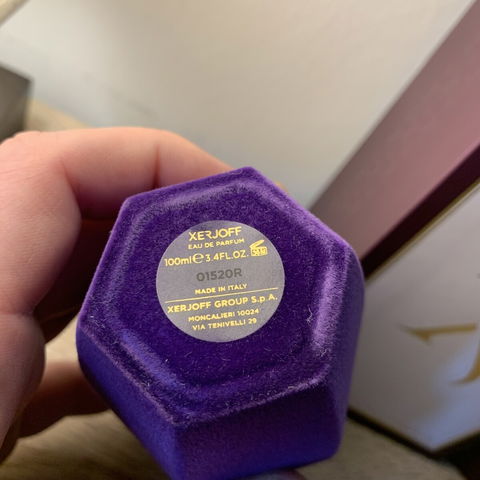 XERJOFF
EAU DE PARFUM
100ml ℮ 3.4FL.OZ. 36M
01520R
MADE IN ITALY
XERJOFF GROUP S.p.A.
MONCALIERI 10024
VIA TENIVELLI 29